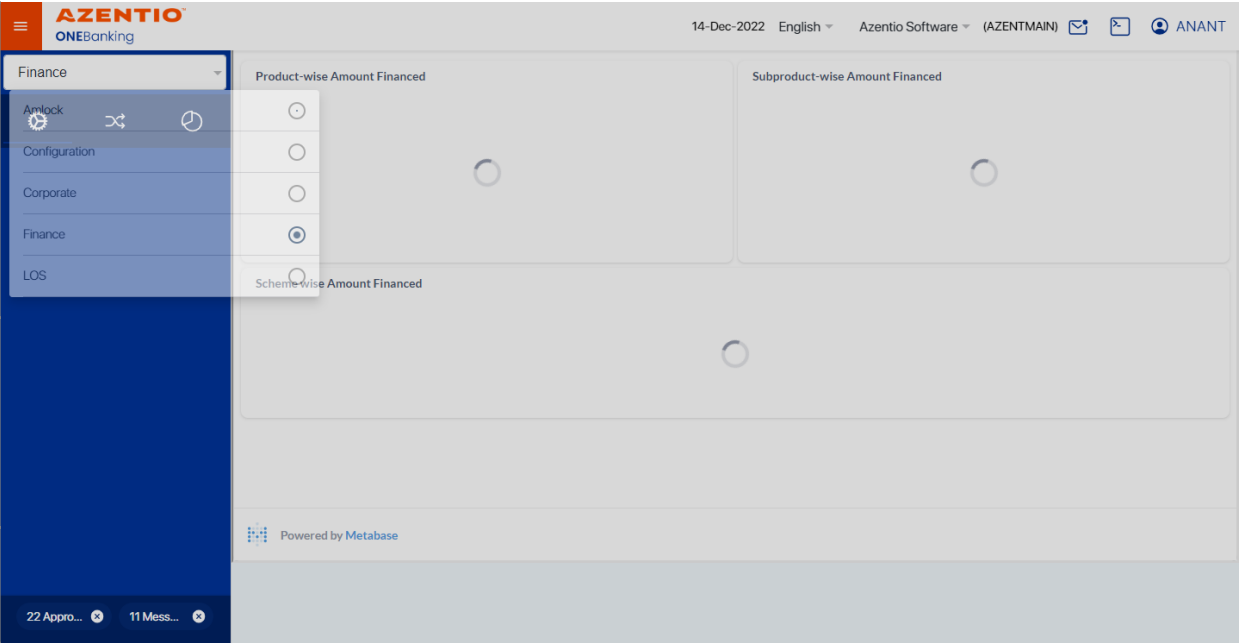 AZENTIO™
ONEBanking
14-Dec-2022 English Azentio Software (AZENTMAIN) ANANT
Finance
Amlock
Configuration
Corporate
Finance
LOS
Product-wise Amount Financed
Subproduct-wise Amount Financed
Scheme-wise Amount Financed
Powered by Metabase
22 Appro...
11 Mess...